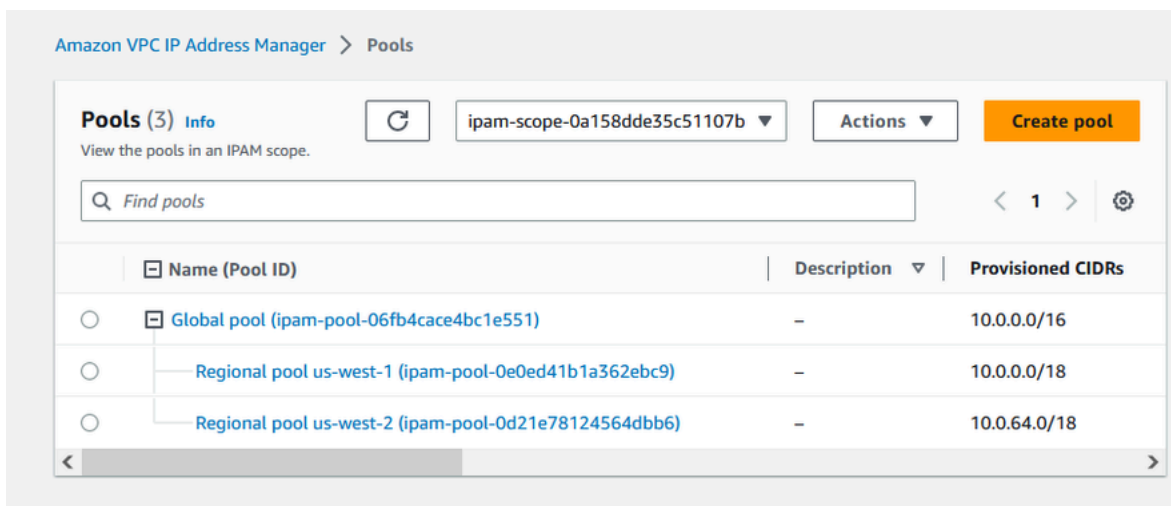 Amazon VPC IP Address Manager > Pools
Pools (3) Info
ipam-scope-0a158dde35c51107b
Actions
Create pool
View the pools in an IPAM scope.
Find pools
1
Name (Pool ID)
Description
Provisioned CIDRs
Global pool (ipam-pool-06fb4cace4bc1e551)
–
10.0.0.0/16
Regional pool us-west-1 (ipam-pool-0e0ed41b1a362ebc9)
–
10.0.0.0/18
Regional pool us-west-2 (ipam-pool-0d21e78124564dbb6)
–
10.0.64.0/18